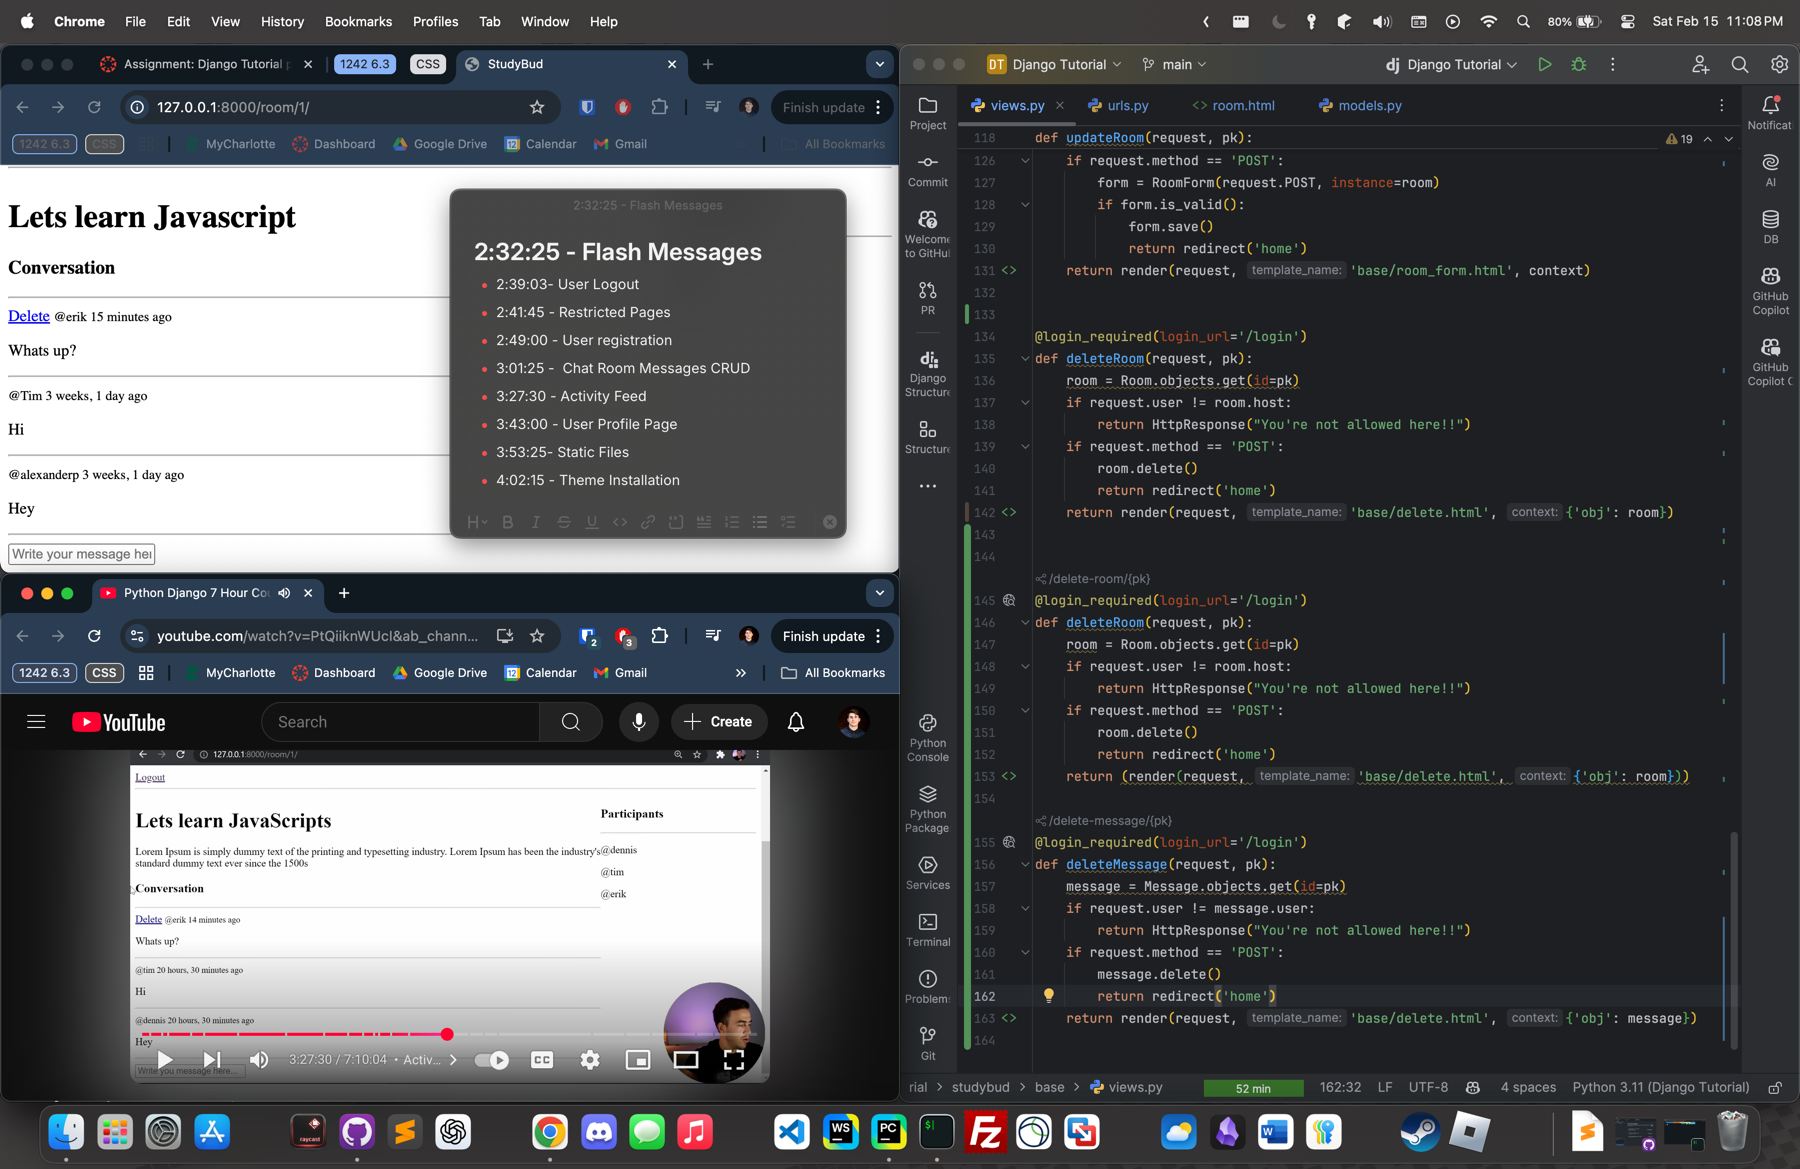 Chrome File Edit View History Bookmarks Profiles Tab Window Help
80% Sat Feb 15 11:08 PM
Assignment: Django Tutorial p
1242 6.3
CSS
StudyBud
127.0.0.1:8000/room/1/
Finish update
1242 6.3 CSS MyCharlotte Dashboard Google Drive 12 Calendar Gmail All Bookmarks
Lets learn Javascript
Conversation
Delete @erik 15 minutes ago
Whats up?
@Tim 3 weeks, 1 day ago
Hi
@alexanderp 3 weeks, 1 day ago
Hey
Write your message her
2:32:25 - Flash Messages
2:32:25 - Flash Messages
2:39:03- User Logout
2:41:45 - Restricted Pages
2:49:00 - User registration
3:01:25 -  Chat Room Messages CRUD
3:27:30 - Activity Feed
3:43:00 - User Profile Page
3:53:25- Static Files
4:02:15 - Theme Installation
H B I S U
Python Django 7 Hour Cou
youtube.com/watch?v=PtQiiknWUcI&ab_chann...
2 3
Finish update
1242 6.3 CSS MyCharlotte Dashboard Google Drive 12 Calendar Gmail » All Bookmarks
YouTube
Search
Create
127.0.0.1:8000/room/1/
Logout
Lets learn JavaScripts
Lorem Ipsum is simply dummy text of the printing and typesetting industry. Lorem Ipsum has been the industry's
standard dummy text ever since the 1500s
Conversation
Delete @erik 14 minutes ago
Whats up?
@tim 20 hours, 30 minutes ago
Hi
@dennis 20 hours, 30 minutes ago
Hey
Write you message here...
Participants
@dennis
@tim
@erik
3:27:30 / 7:10:04 • Activ...
CC
DT Django Tutorial main dj Django Tutorial
Project
Commit
Welcome
to GitHub
PR
Django
Structure
Structure
Python
Console
Python
Package
Services
Terminal
Problems
Git
views.py urls.py <> room.html models.py
19
118 def updateRoom(request, pk):
126 if request.method == 'POST':
127 form = RoomForm(request.POST, instance=room)
128 if form.is_valid():
129 form.save()
130 return redirect('home')
131 <> return render(request, template_name: 'base/room_form.html', context)
132
133
134 @login_required(login_url='/login')
135 def deleteRoom(request, pk):
136 room = Room.objects.get(id=pk)
137 if request.user != room.host:
138 return HttpResponse("You're not allowed here!!")
139 if request.method == 'POST':
140 room.delete()
141 return redirect('home')
142 <> return render(request, template_name: 'base/delete.html', context: {'obj': room})
143
144
/delete-room/{pk}
145 @login_required(login_url='/login')
146 def deleteRoom(request, pk):
147 room = Room.objects.get(id=pk)
148 if request.user != room.host:
149 return HttpResponse("You're not allowed here!!")
150 if request.method == 'POST':
151 room.delete()
152 return redirect('home')
153 <> return (render(request, template_name: 'base/delete.html', context: {'obj': room}))
154
/delete-message/{pk}
155 @login_required(login_url='/login')
156 def deleteMessage(request, pk):
157 message = Message.objects.get(id=pk)
158 if request.user != message.user:
159 return HttpResponse("You're not allowed here!!")
160 if request.method == 'POST':
161 message.delete()
162 return redirect('home')
163 <> return render(request, template_name: 'base/delete.html', context: {'obj': message})
164
Notificat
AI
DB
GitHub
Copilot
GitHub
Copilot C
rial > studybud > base > views.py 52 min 162:32 LF UTF-8 4 spaces Python 3.11 (Django Tutorial)
raycast
WS
PC
$
Fz
W